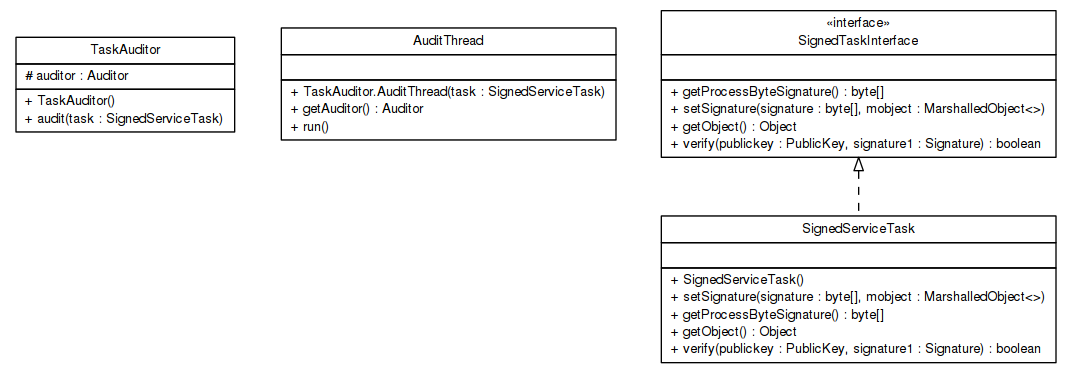 TaskAuditor
# auditor : Auditor
+ TaskAuditor()
+ audit(task : SignedServiceTask)
AuditThread
+ TaskAuditor.AuditThread(task : SignedServiceTask)
+ getAuditor() : Auditor
+ run()
«interface»
SignedTaskInterface
+ getProcessByteSignature() : byte[]
+ setSignature(signature : byte[], mobject : MarshalledObject<>)
+ getObject() : Object
+ verify(publickey : PublicKey, signature1 : Signature) : boolean
SignedServiceTask
+ SignedServiceTask()
+ setSignature(signature : byte[], mobject : MarshalledObject<>)
+ getProcessByteSignature() : byte[]
+ getObject() : Object
+ verify(publickey : PublicKey, signature1 : Signature) : boolean